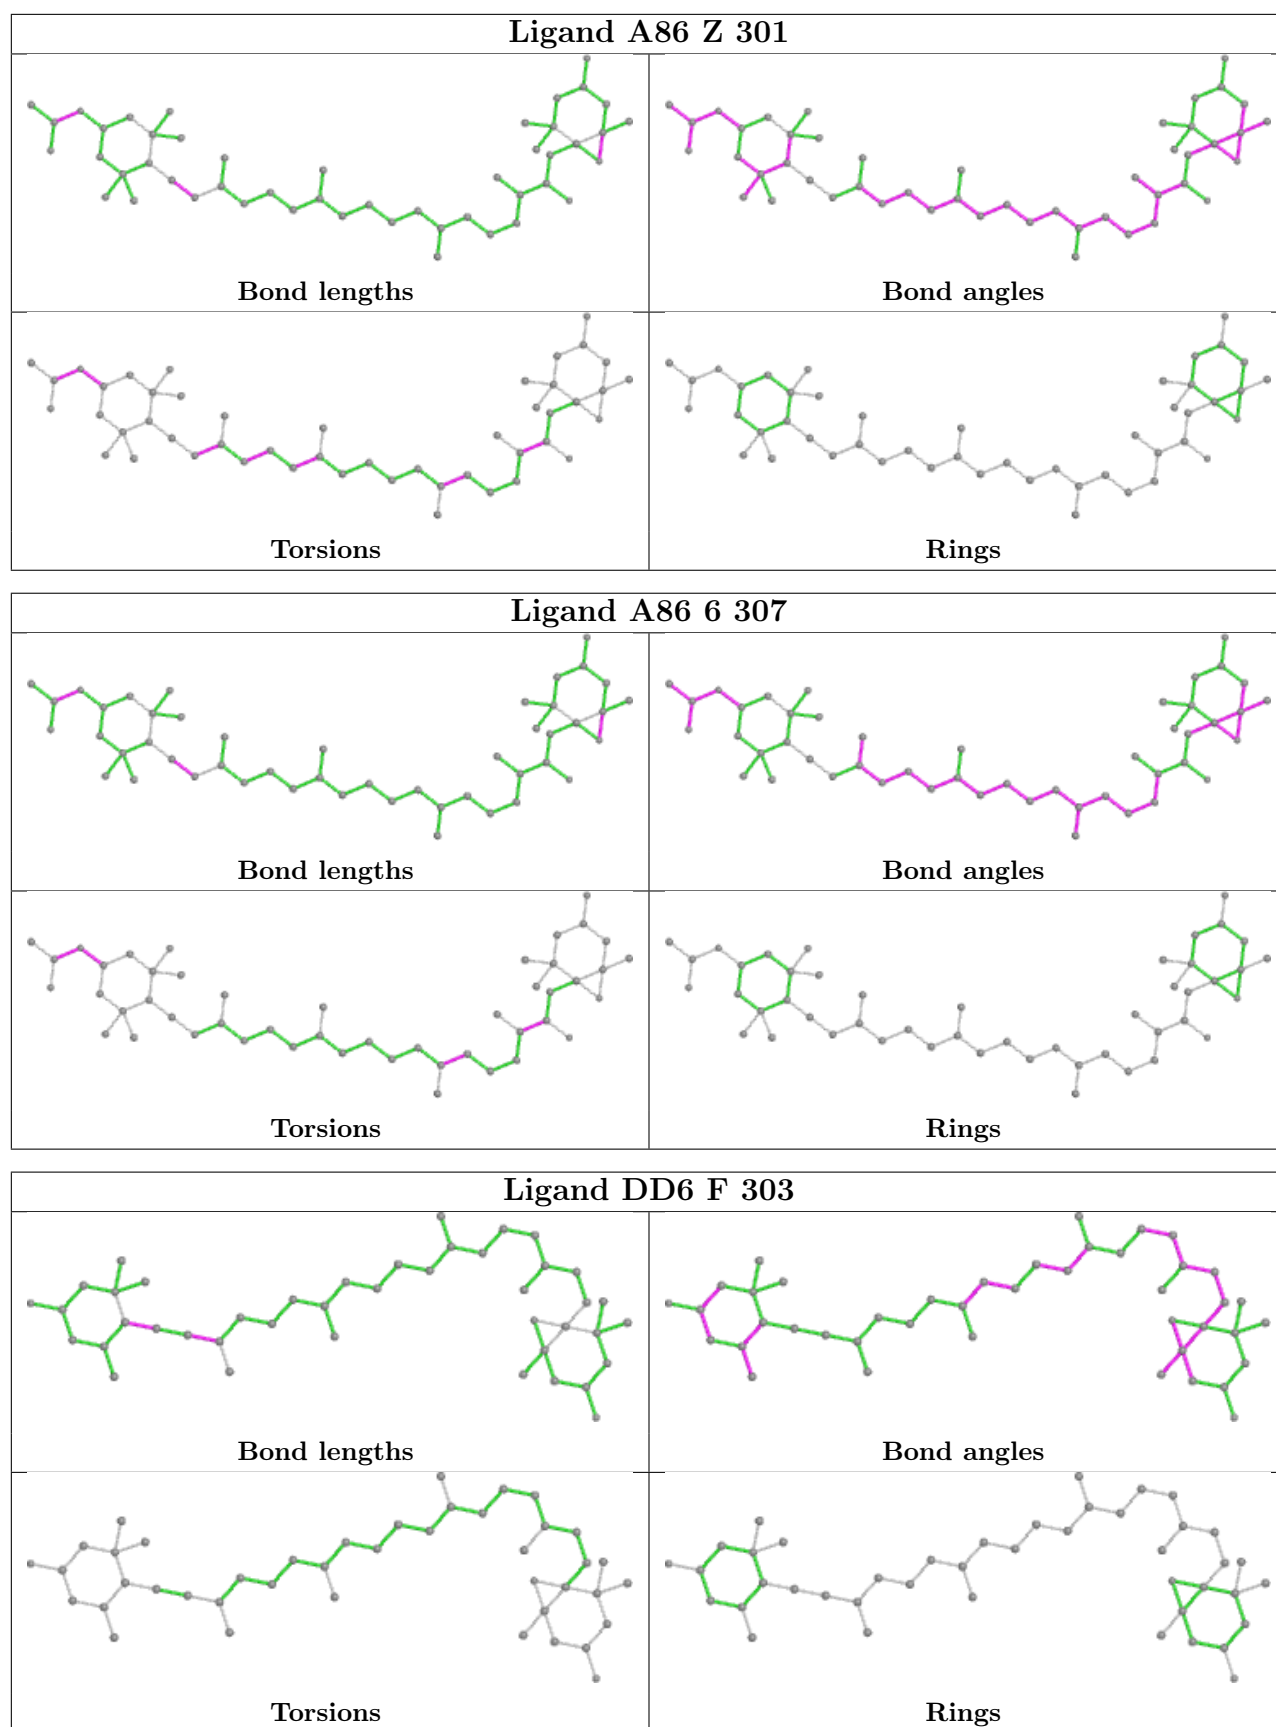 Ligand A86 Z 301
Bond lengths
Bond angles
Torsions
Rings
Ligand A86 6 307
Bond lengths
Bond angles
Torsions
Rings
Ligand DD6 F 303
Bond lengths
Bond angles
Torsions
Rings